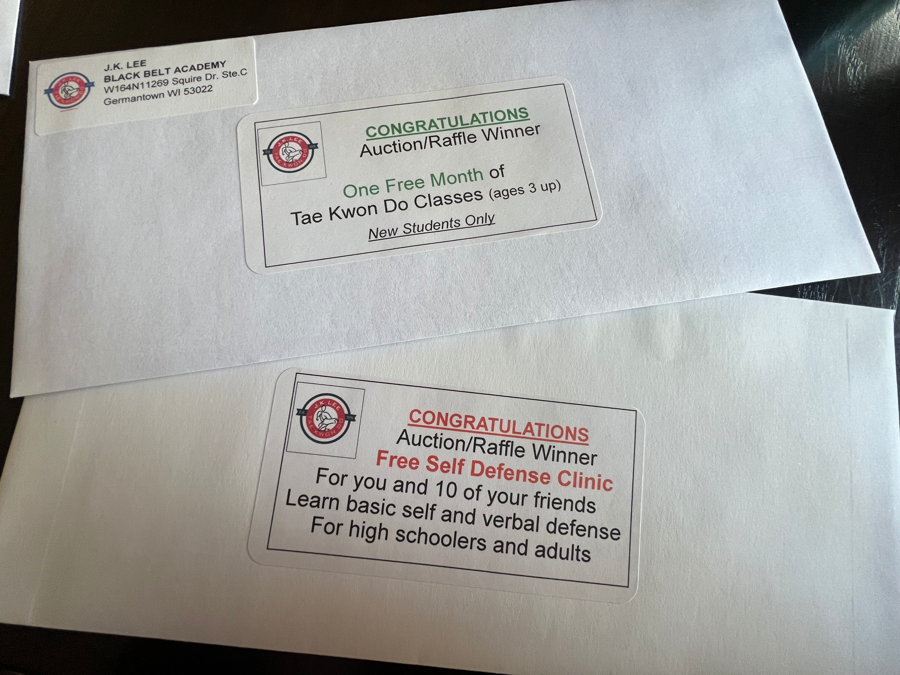 J.K. LEE
BLACK BELT ACADEMY
W164N11269 Squire Dr. Ste.C
Germantown WI 53022
CONGRATULATIONS
Auction/Raffle Winner
One Free Month of
Tae Kwon Do Classes (ages 3 up)
New Students Only
J.K. LEE
CONGRATULATIONS
Auction/Raffle Winner
Free Self Defense Clinic
For you and 10 of your friends
Learn basic self and verbal defense
For high schoolers and adults